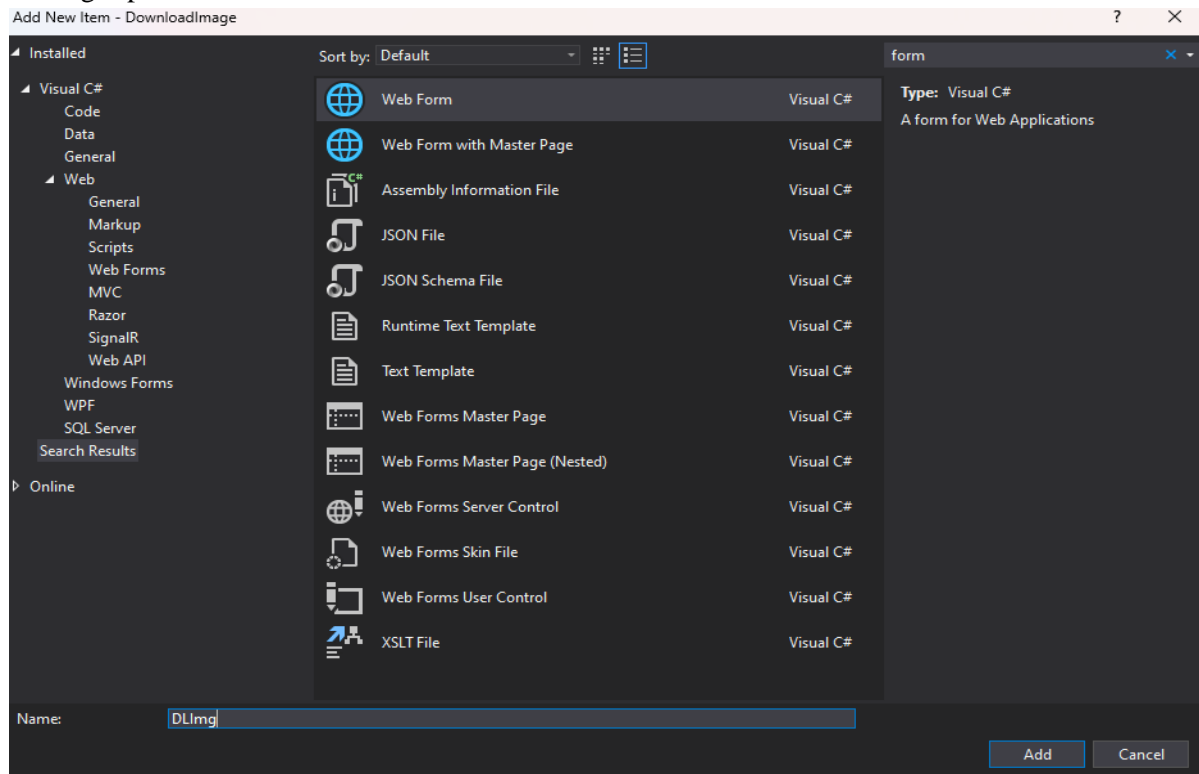 Add New Item - DownloadImage
? ×
Installed
Sort by: Default
form
Visual C#
Code
Data
General
Web
General
Markup
Scripts
Web Forms
MVC
Razor
SignalR
Web API
Windows Forms
WPF
SQL Server
Search Results
Online
Web Form Visual C#
Web Form with Master Page Visual C#
C#
Assembly Information File Visual C#
JSON File Visual C#
JSON Schema File Visual C#
Runtime Text Template Visual C#
Text Template Visual C#
Web Forms Master Page Visual C#
Web Forms Master Page (Nested) Visual C#
Web Forms Server Control Visual C#
Web Forms Skin File Visual C#
Web Forms User Control Visual C#
XSLT File Visual C#
Type: Visual C#
A form for Web Applications
Name: DLImg
Add Cancel